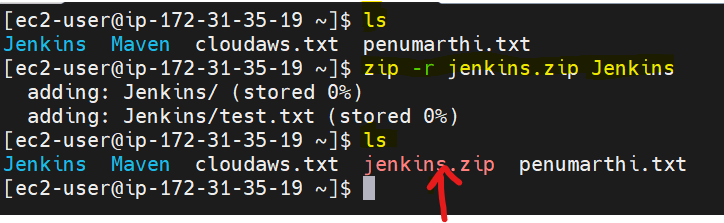 [ec2-user@ip-172-31-35-19 ~]$ ls
Jenkins  Maven  cloudaws.txt  penumarthi.txt
[ec2-user@ip-172-31-35-19 ~]$ zip -r jenkins.zip Jenkins
  adding: Jenkins/ (stored 0%)
  adding: Jenkins/test.txt (stored 0%)
[ec2-user@ip-172-31-35-19 ~]$ ls
Jenkins  Maven  cloudaws.txt  jenkins.zip  penumarthi.txt
[ec2-user@ip-172-31-35-19 ~]$